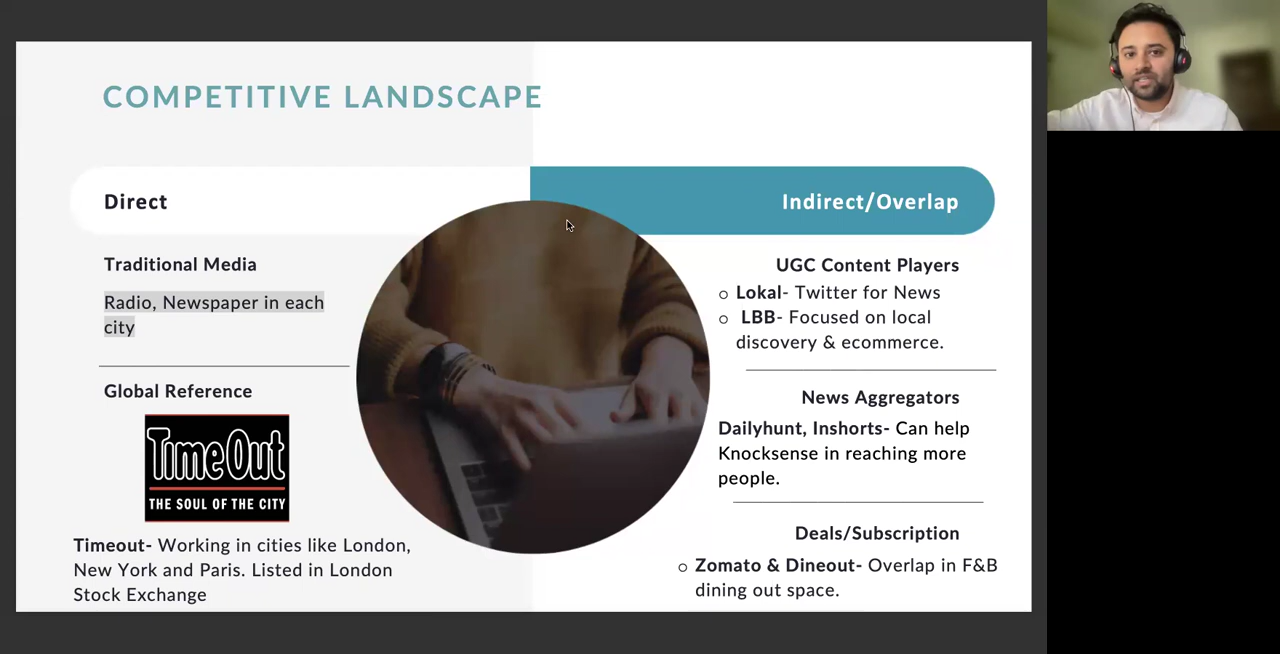 COMPETITIVE LANDSCAPE
Direct
Traditional Media
Radio, Newspaper in each
city
Global Reference
TimeOut
THE SOUL OF THE CITY
Timeout- Working in cities like London,
New York and Paris. Listed in London
Stock Exchange
Indirect/Overlap
UGC Content Players
o Lokal- Twitter for News
o LBB- Focused on local
discovery & ecommerce.
News Aggregators
Dailyhunt, Inshorts- Can help
Knocksense in reaching more
people.
Deals/Subscription
o Zomato & Dineout- Overlap in F&B
dining out space.